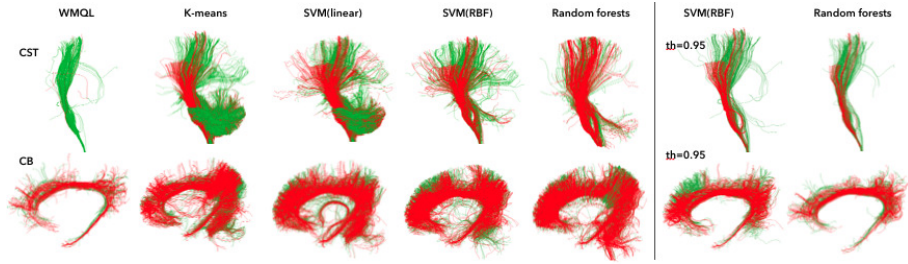 WMQL K-means SVM(linear) SVM(RBF) Random forests SVM(RBF) Random forests
CST th=0.95
CB th=0.95